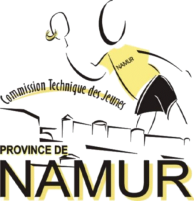 NAMUR
Commission Technique des Jeunes
PROVINCE DE
NAMUR